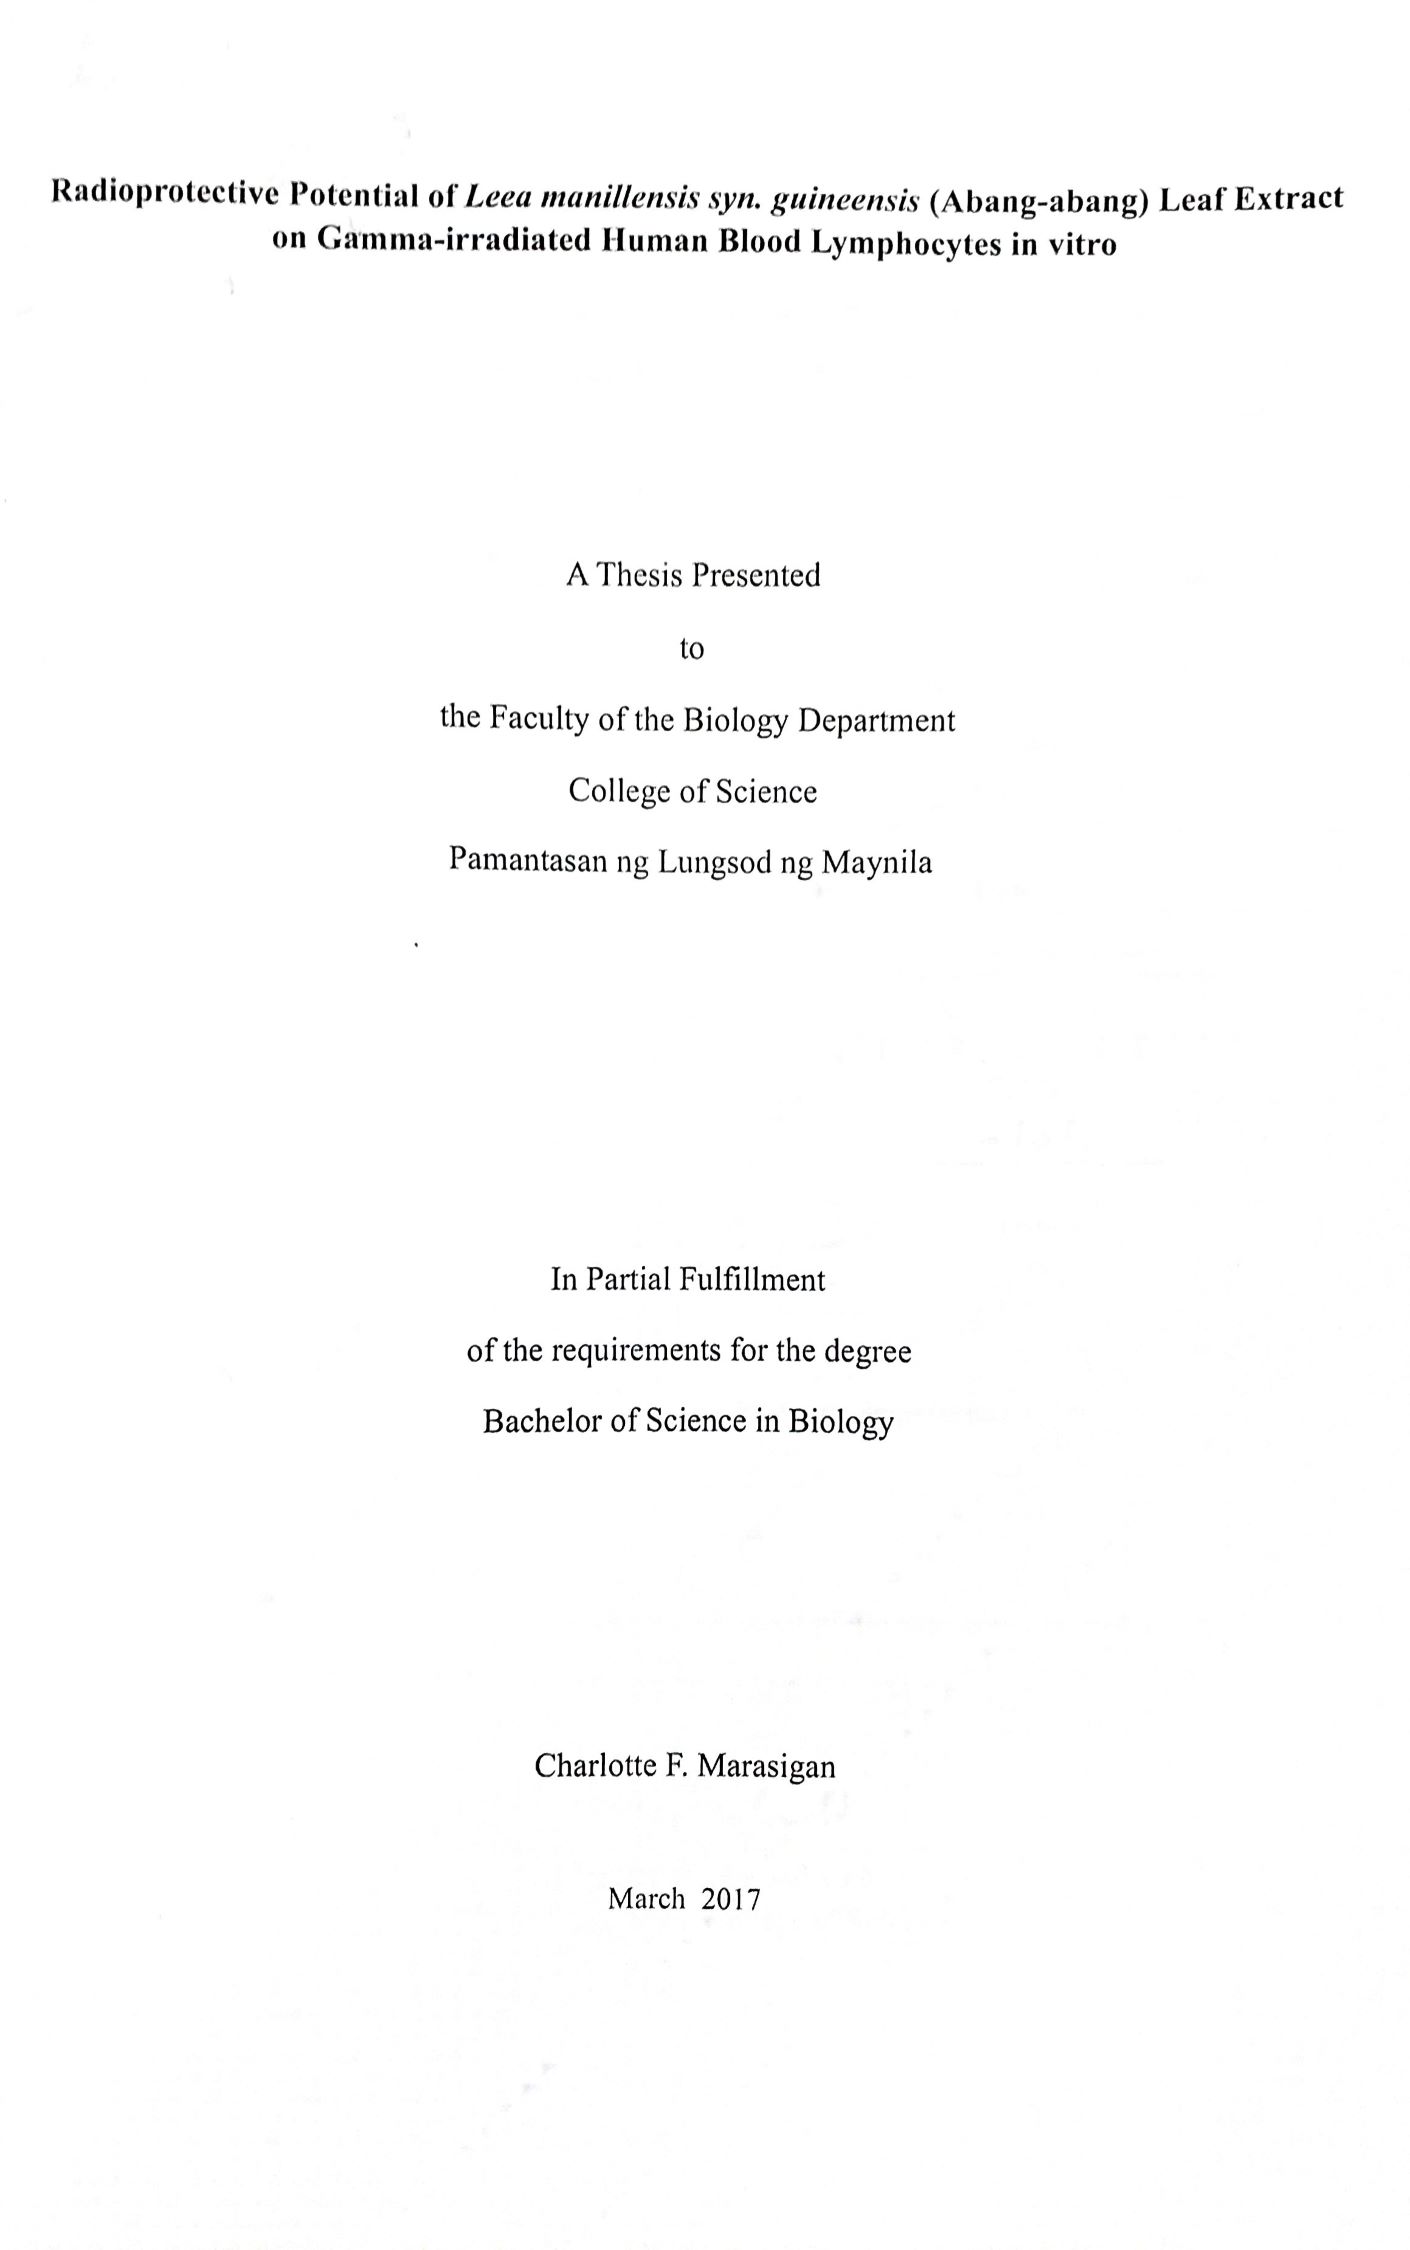 Radioprotective Potential of Leea manillensis syn. guineensis (Abang-abang) Leaf Extract
on Gamma-irradiated Human Blood Lymphocytes in vitro
A Thesis Presented
to
the Faculty of the Biology Department
College of Science
Pamantasan ng Lungsod ng Maynila
In Partial Fulfillment
of the requirements for the degree
Bachelor of Science in Biology
Charlotte F. Marasigan
March 2017